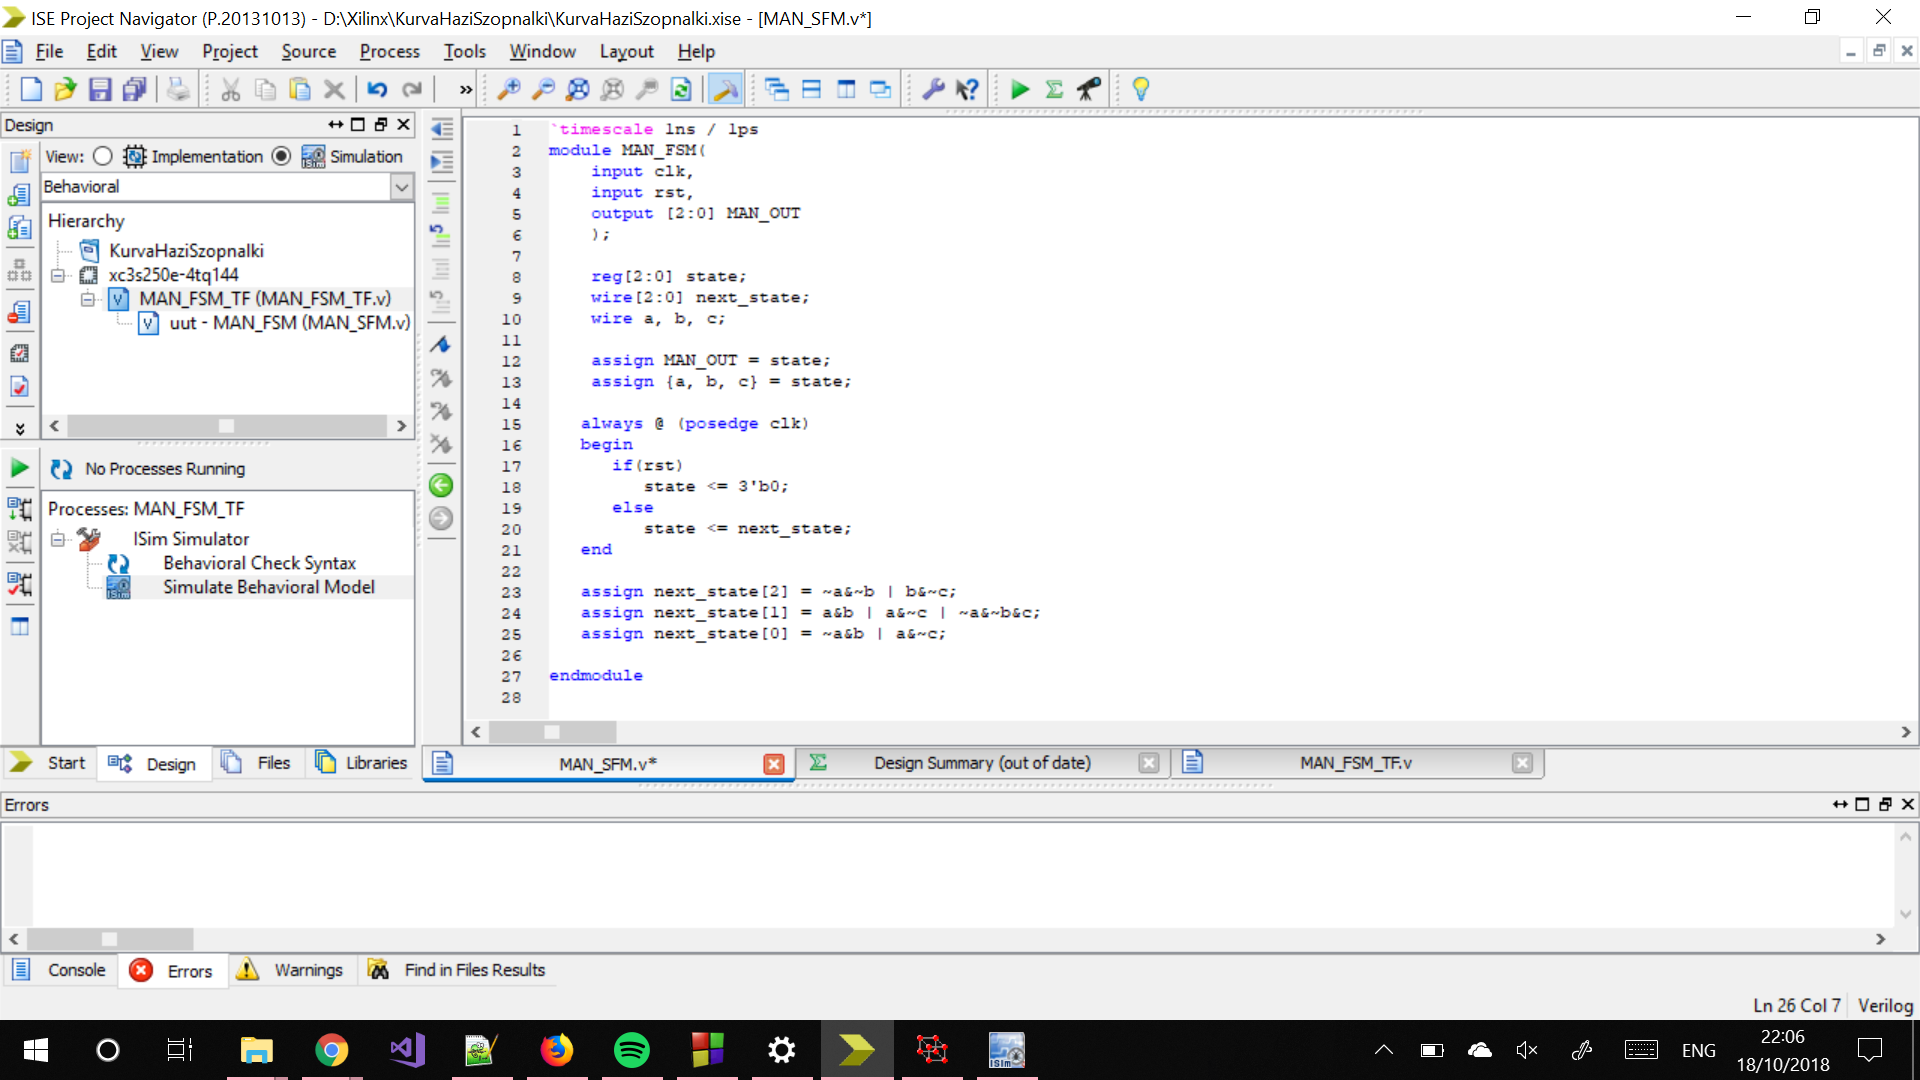 ISE Project Navigator (P.20131013) - D:\Xilinx\KurvaHaziSzopnalki\KurvaHaziSzopnalki.xise - [MAN_SFM.v*]
File Edit View Project Source Process Tools Window Layout Help
Design
View: Implementation Simulation
Behavioral
Hierarchy
KurvaHaziSzopnalki
xc3s250e-4tq144
MAN_FSM_TF (MAN_FSM_TF.v)
uut - MAN_FSM (MAN_SFM.v)
No Processes Running
Processes: MAN_FSM_TF
ISim Simulator
Behavioral Check Syntax
Simulate Behavioral Model
Start Design Files Libraries
1 `timescale 1ns / 1ps
2 module MAN_FSM(
3 input clk,
4 input rst,
5 output [2:0] MAN_OUT
6 );
7
8 reg[2:0] state;
9 wire[2:0] next_state;
10 wire a, b, c;
11
12 assign MAN_OUT = state;
13 assign {a, b, c} = state;
14
15 always @ (posedge clk)
16 begin
17 if(rst)
18 state <= 3'b0;
19 else
20 state <= next_state;
21 end
22
23 assign next_state[2] = ~a&~b | b&~c;
24 assign next_state[1] = a&b | a&~c | ~a&~b&c;
25 assign next_state[0] = ~a&b | a&~c;
26
27 endmodule
28
MAN_SFM.v* Design Summary (out of date) MAN_FSM_TF.v
Errors
Console Errors Warnings Find in Files Results
Ln 26 Col 7 Verilog
ENG 22:06
18/10/2018